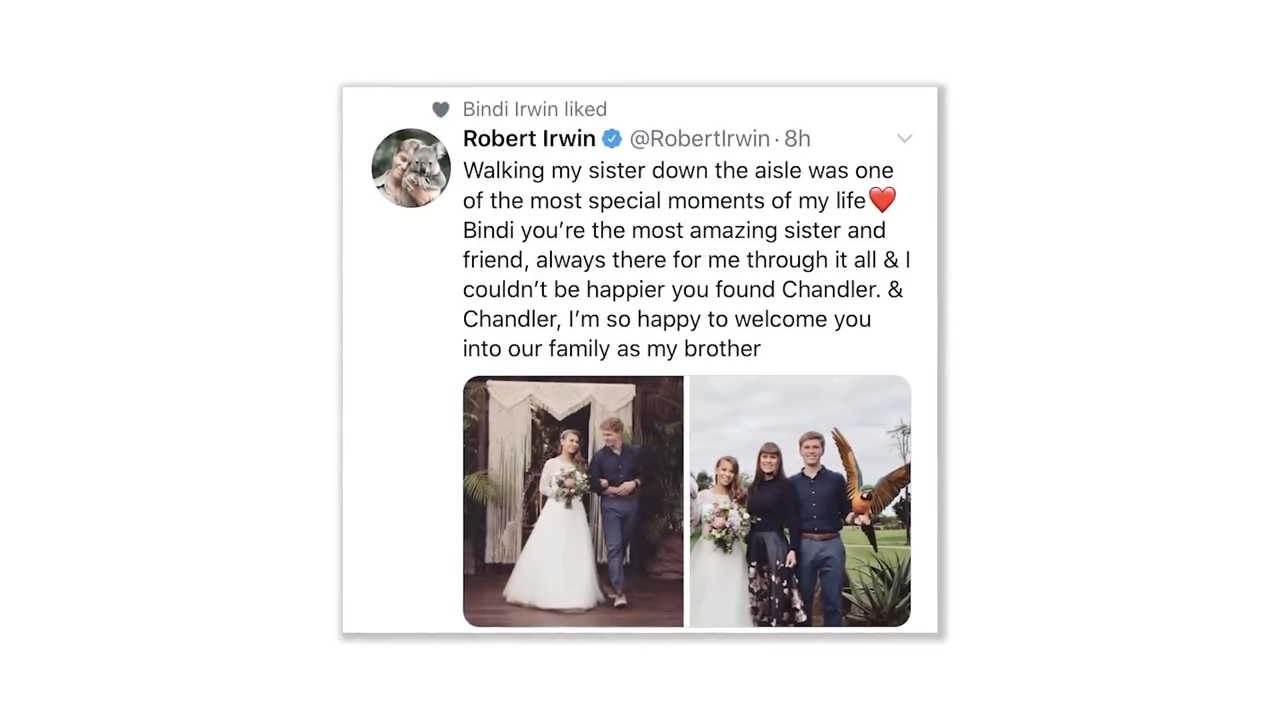 Bindi Irwin liked
Robert Irwin @RobertIrwin · 8h
Walking my sister down the aisle was one
of the most special moments of my life❤️
Bindi you’re the most amazing sister and
friend, always there for me through it all & I
couldn’t be happier you found Chandler. &
Chandler, I’m so happy to welcome you
into our family as my brother